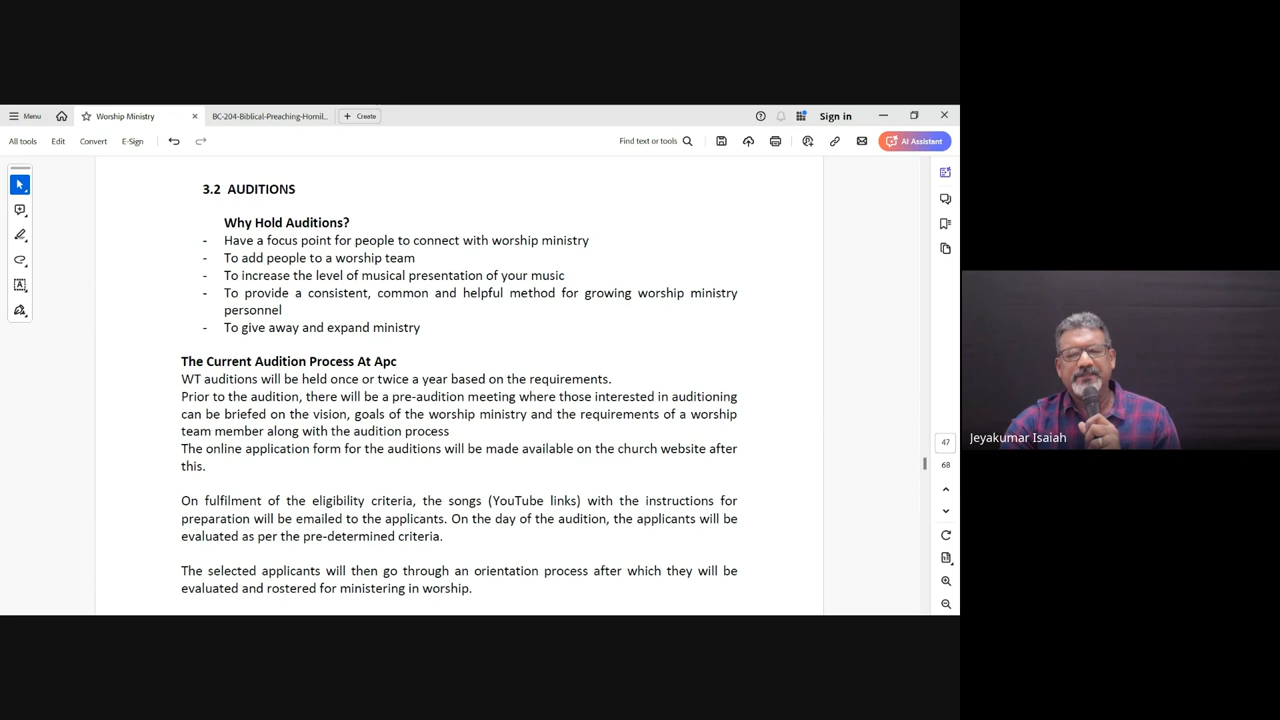 Menu
Worship Ministry
BC-204-Biblical-Preaching-Homil...
Create
Sign in
All tools
Edit
Convert
E-Sign
Find text or tools
AI Assistant
3.2 AUDITIONS
Why Hold Auditions?
- Have a focus point for people to connect with worship ministry
- To add people to a worship team
- To increase the level of musical presentation of your music
- To provide a consistent, common and helpful method for growing worship ministry
personnel
- To give away and expand ministry
The Current Audition Process At Apc
WT auditions will be held once or twice a year based on the requirements.
Prior to the audition, there will be a pre-audition meeting where those interested in auditioning
can be briefed on the vision, goals of the worship ministry and the requirements of a worship
team member along with the audition process
The online application form for the auditions will be made available on the church website after
this.
On fulfilment of the eligibility criteria, the songs (YouTube links) with the instructions for
preparation will be emailed to the applicants. On the day of the audition, the applicants will be
evaluated as per the pre-determined criteria.
The selected applicants will then go through an orientation process after which they will be
evaluated and rostered for ministering in worship.
47
68
Jeyakumar Isaiah